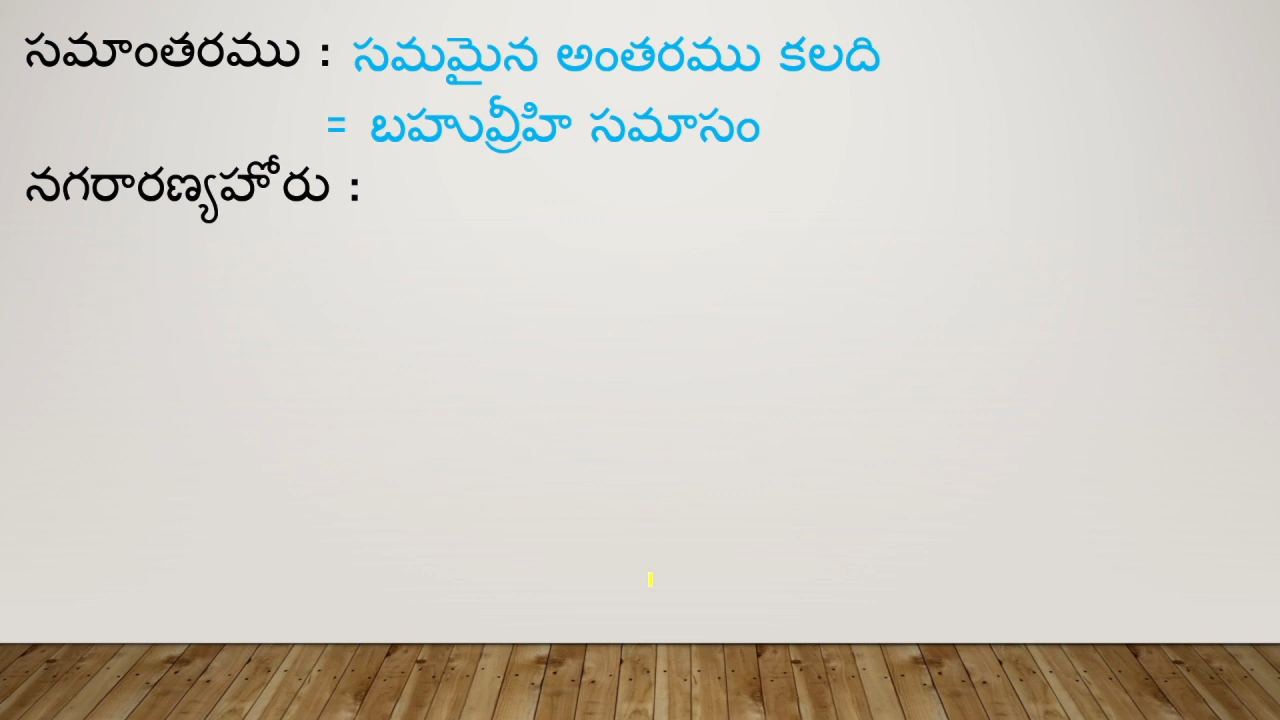 సమాంతరము : సమమైన అంతరము కలది
= బహువ్రీహి సమాసం
నగరారణ్యహోరు :